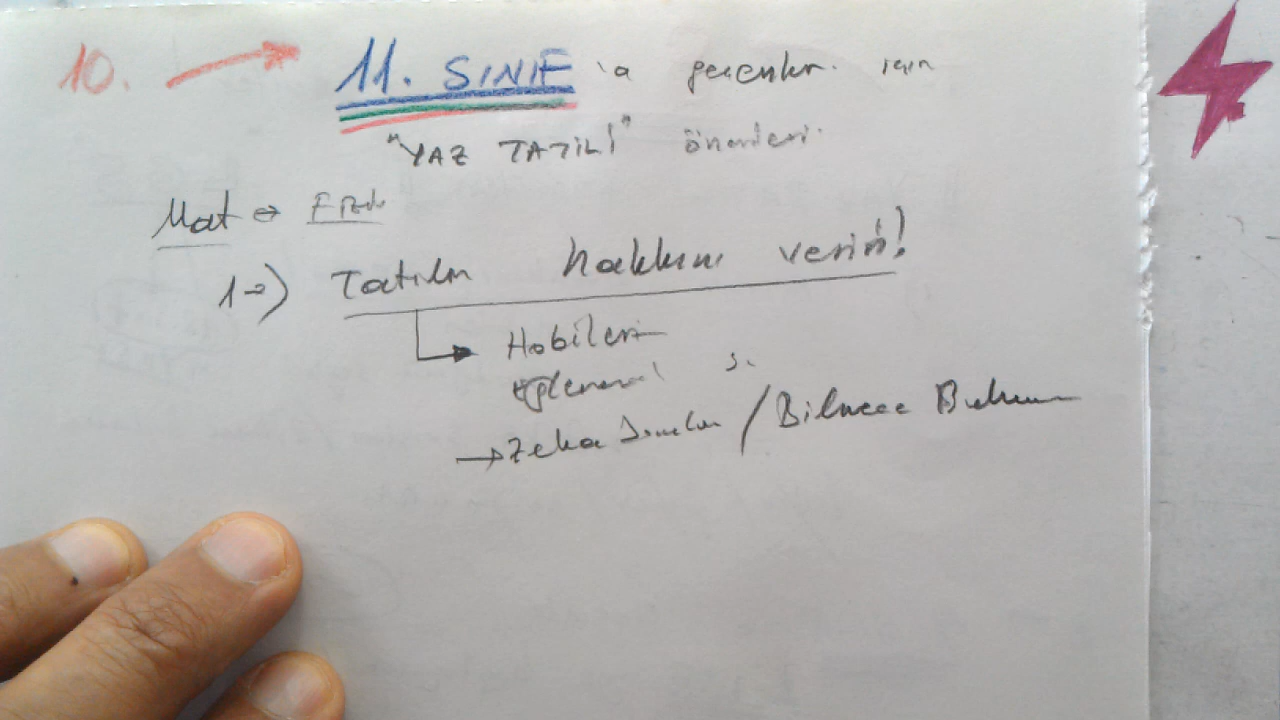 10. → 11. SINIF 'a geçenler için
"YAZ TATİLİ" önerileri
Mat
1→) Tatilin hakkını verin!
Hobileri
→ Zeka Soruları / Bilmece Bulmaca